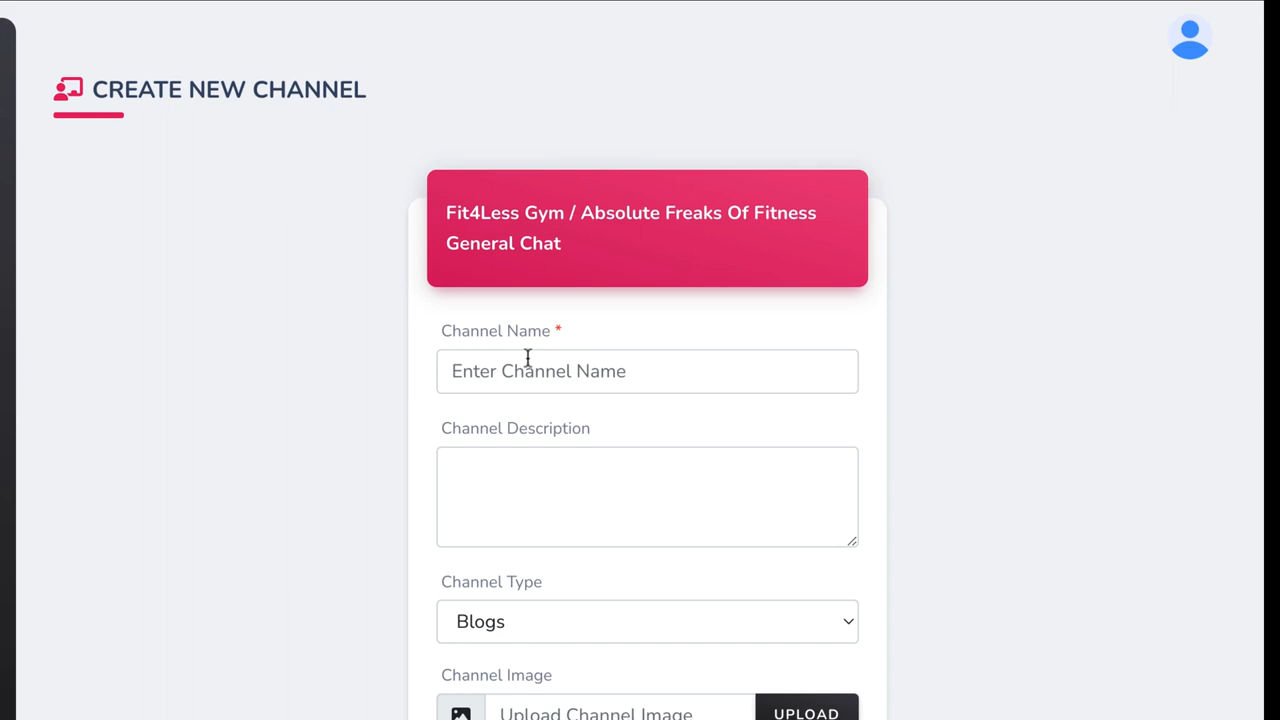 CREATE NEW CHANNEL
Fit4Less Gym / Absolute Freaks Of Fitness
General Chat
Channel Name *
Enter Channel Name
Channel Description
Channel Type
Blogs
Channel Image
Upload Channel Image
UPLOAD